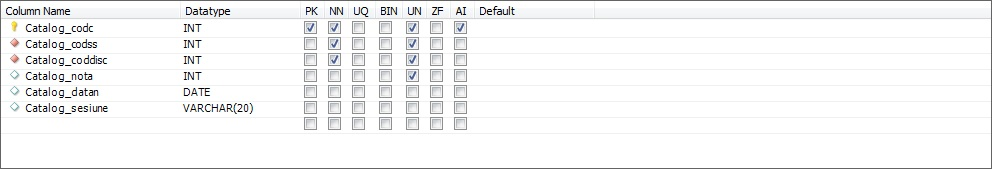 Column Name Datatype PK NN UQ BIN UN ZF AI Default
Catalog_codc INT
Catalog_codss INT
Catalog_coddisc INT
Catalog_nota INT
Catalog_datan DATE
Catalog_sesiune VARCHAR(20)